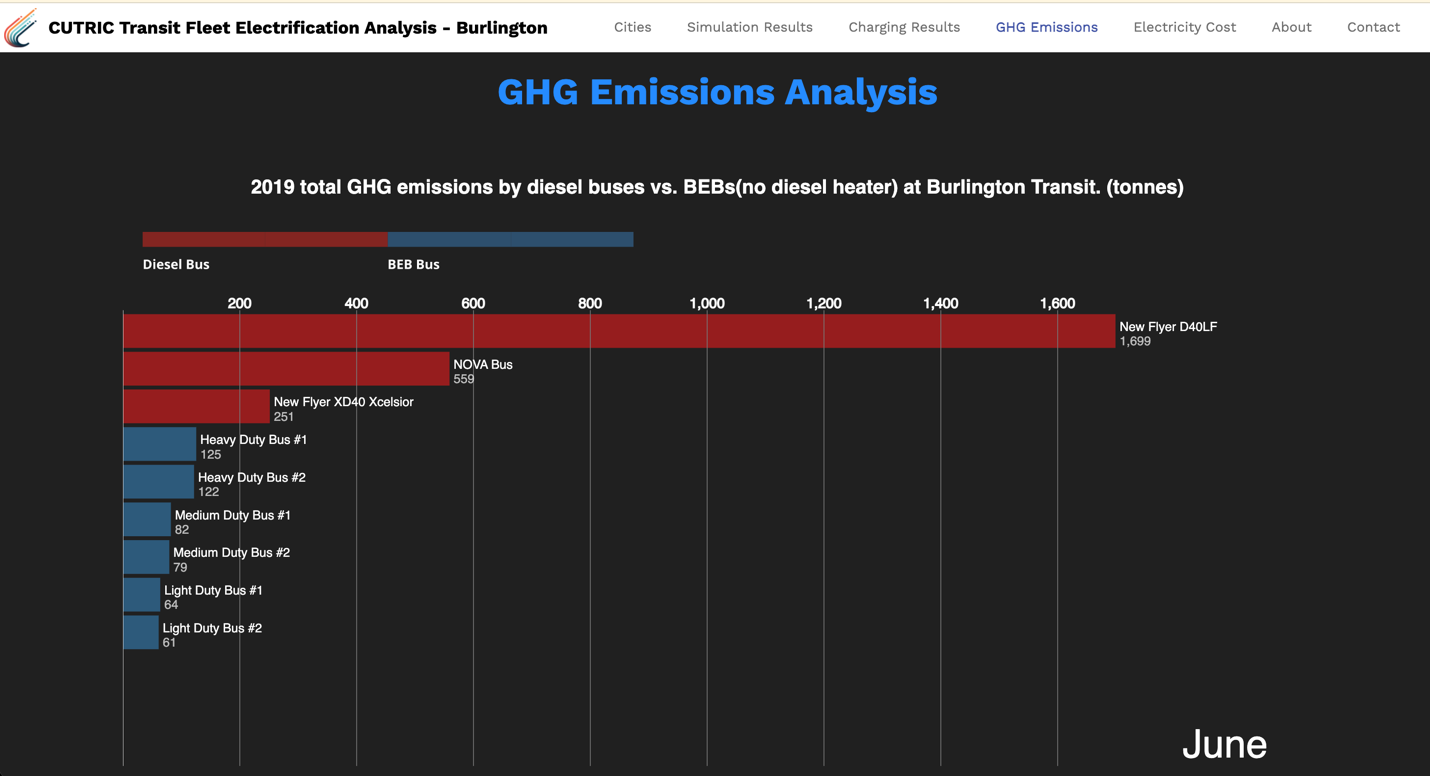 CUTRIC Transit Fleet Electrification Analysis - Burlington
Cities Simulation Results Charging Results GHG Emissions Electricity Cost About Contact
GHG Emissions Analysis
2019 total GHG emissions by diesel buses vs. BEBs(no diesel heater) at Burlington Transit. (tonnes)
Diesel Bus BEB Bus
200 400 600 800 1,000 1,200 1,400 1,600
New Flyer D40LF
1,699
NOVA Bus
559
New Flyer XD40 Xcelsior
251
Heavy Duty Bus #1
125
Heavy Duty Bus #2
122
Medium Duty Bus #1
82
Medium Duty Bus #2
79
Light Duty Bus #1
64
Light Duty Bus #2
61
June